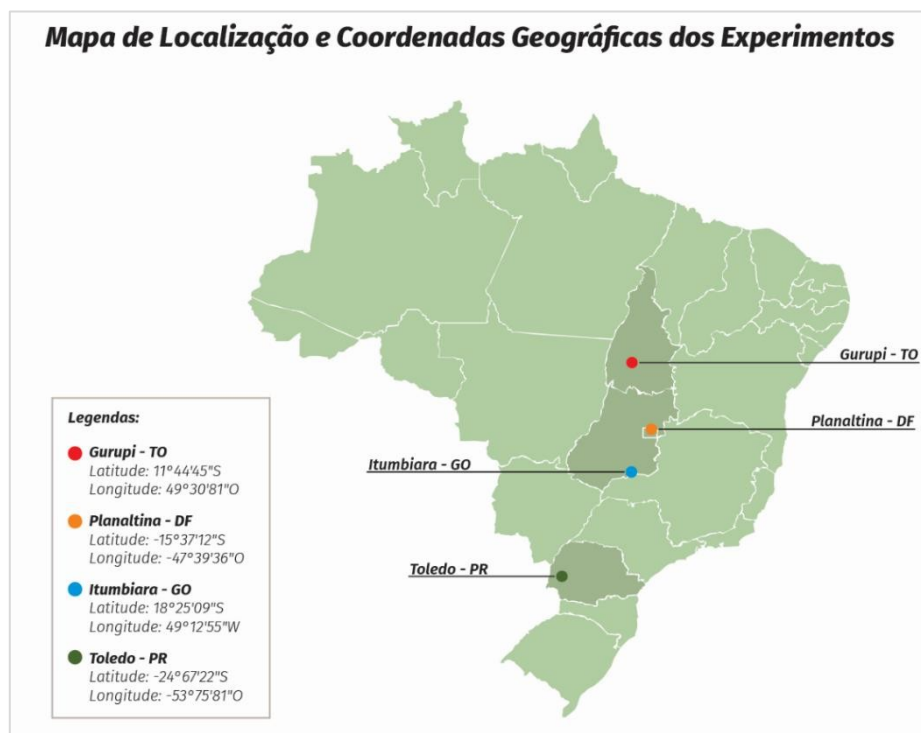 Mapa de Localização e Coordenadas Geográficas dos Experimentos
Gurupi - TO
Planaltina - DF
Itumbiara - GO
Toledo - PR
Legendas:
Gurupi - TO
Latitude: 11°44'45"S
Longitude: 49°30'81"O
Planaltina - DF
Latitude: -15°37'12"S
Longitude: -47°39'36"O
Itumbiara - GO
Latitude: 18°25'09"S
Longitude: 49°12'55"W
Toledo - PR
Latitude: -24°67'22"S
Longitude: -53°75'81"O